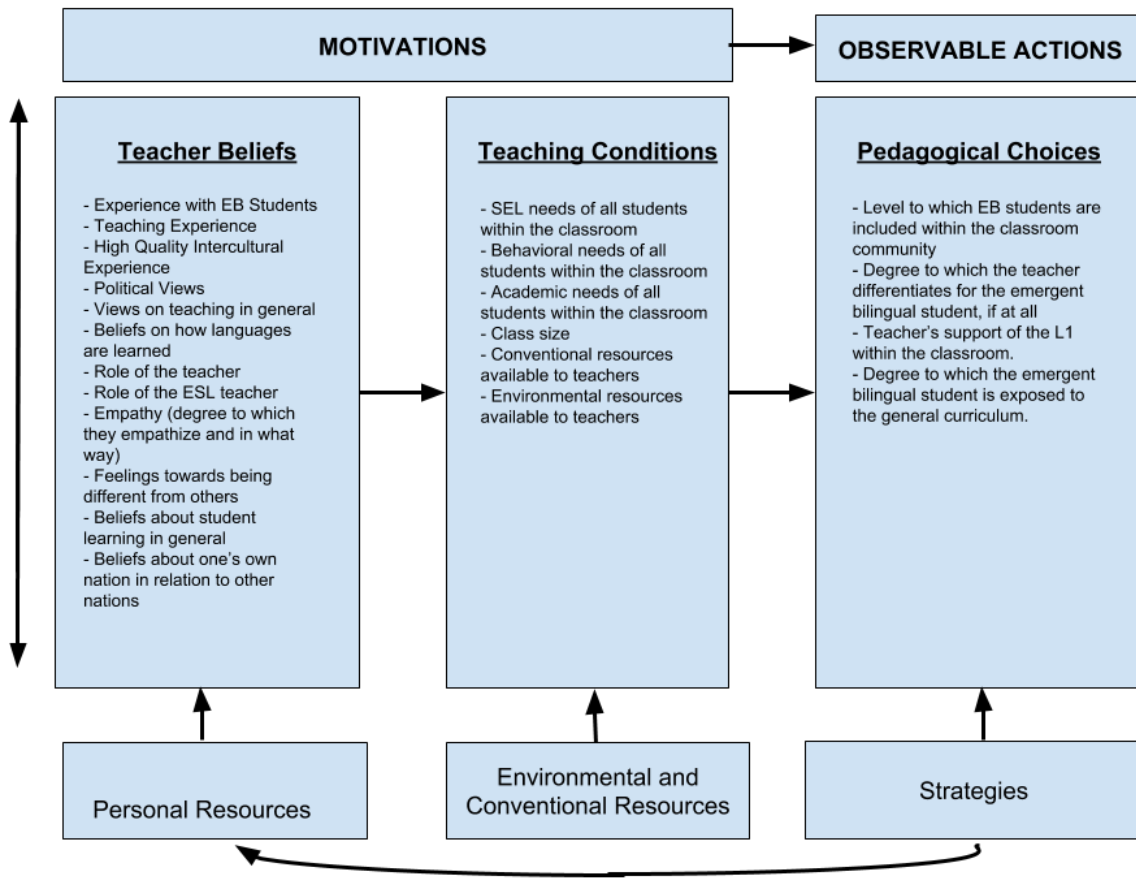 MOTIVATIONS
OBSERVABLE ACTIONS
Teacher Beliefs
- Experience with EB Students
- Teaching Experience
- High Quality Intercultural
Experience
- Political Views
- Views on teaching in general
- Beliefs on how languages
are learned
- Role of the teacher
- Role of the ESL teacher
- Empathy (degree to which
they empathize and in what
way)
- Feelings towards being
different from others
- Beliefs about student
learning in general
- Beliefs about one’s own
nation in relation to other
nations
Teaching Conditions
- SEL needs of all students
within the classroom
- Behavioral needs of all
students within the classroom
- Academic needs of all
students within the classroom
- Class size
- Conventional resources
available to teachers
- Environmental resources
available to teachers
Pedagogical Choices
- Level to which EB students are
included within the classroom
community
- Degree to which the teacher
differentiates for the emergent
bilingual student, if at all
- Teacher’s support of the L1
within the classroom.
- Degree to which the emergent
bilingual student is exposed to
the general curriculum.
Personal Resources
Environmental and
Conventional Resources
Strategies